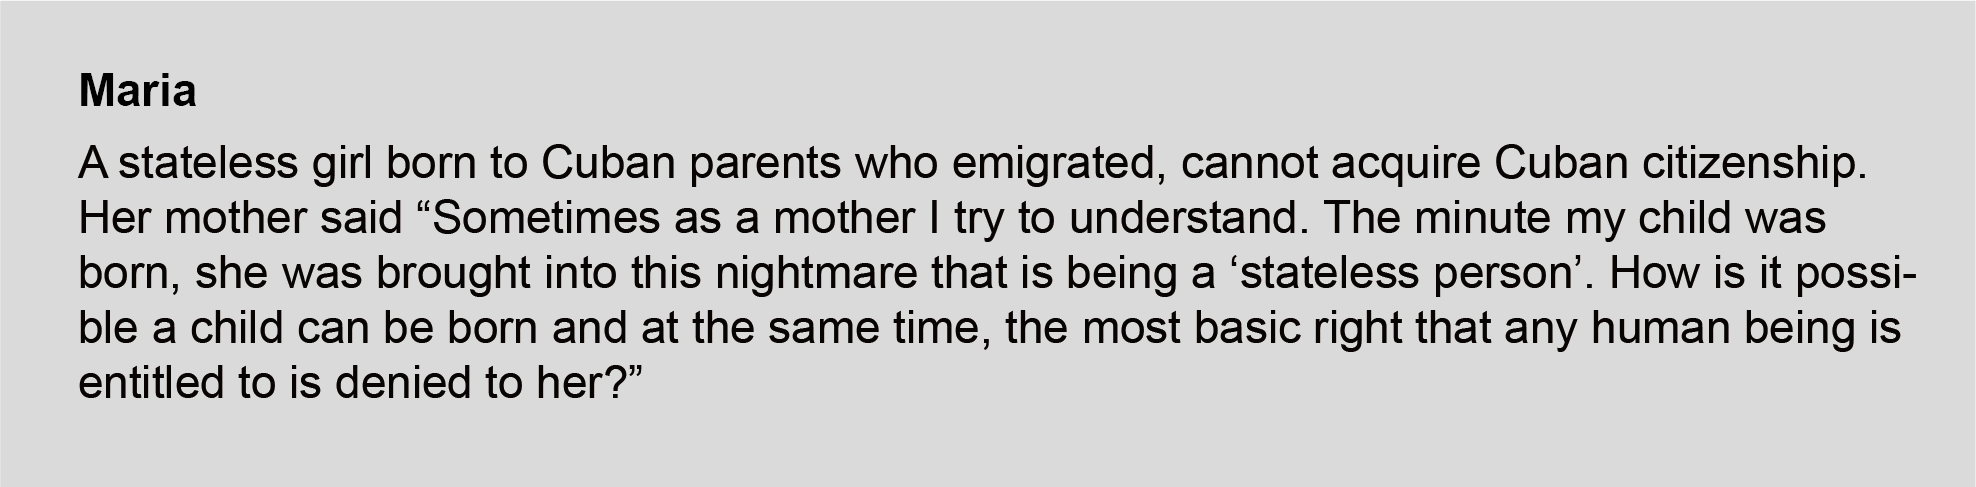 Maria
A stateless girl born to Cuban parents who emigrated, cannot acquire Cuban citizenship.
Her mother said “Sometimes as a mother I try to understand. The minute my child was
born, she was brought into this nightmare that is being a ‘stateless person’. How is it possi-
ble a child can be born and at the same time, the most basic right that any human being is
entitled to is denied to her?”